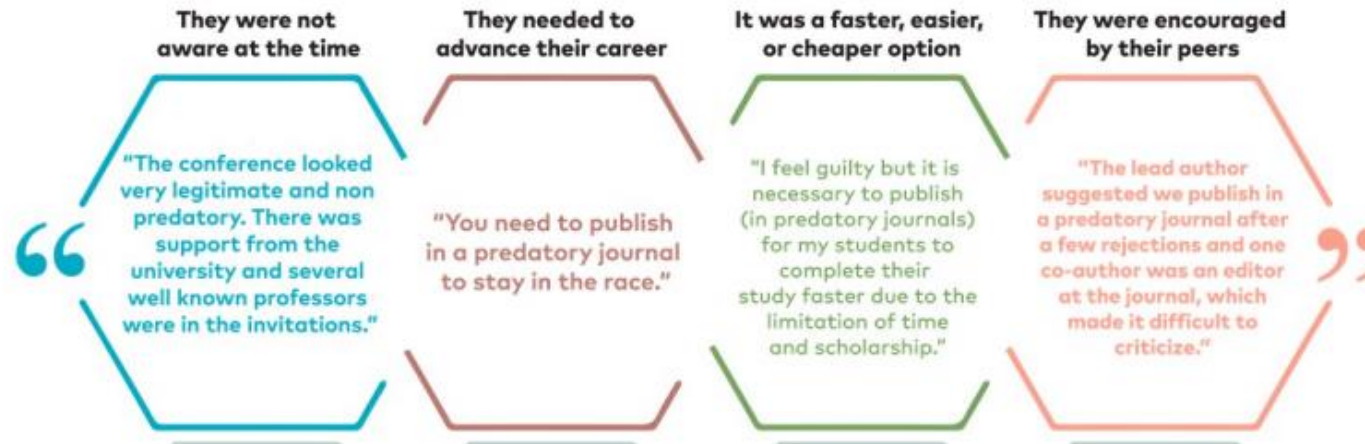 They were not
aware at the time
"The conference looked
very legitimate and non
predatory. There was
support from the
university and several
well known professors
were in the invitations."
They needed to
advance their career
"You need to publish
in a predatory journal
to stay in the race."
It was a faster, easier,
or cheaper option
"I feel guilty but it is
necessary to publish
(in predatory journals)
for my students to
complete their
study faster due to the
limitation of time
and scholarship."
They were encouraged
by their peers
"The lead author
suggested we publish in
a predatory journal after
a few rejections and one
co-author was an editor
at the journal, which
made it difficult to
criticize."